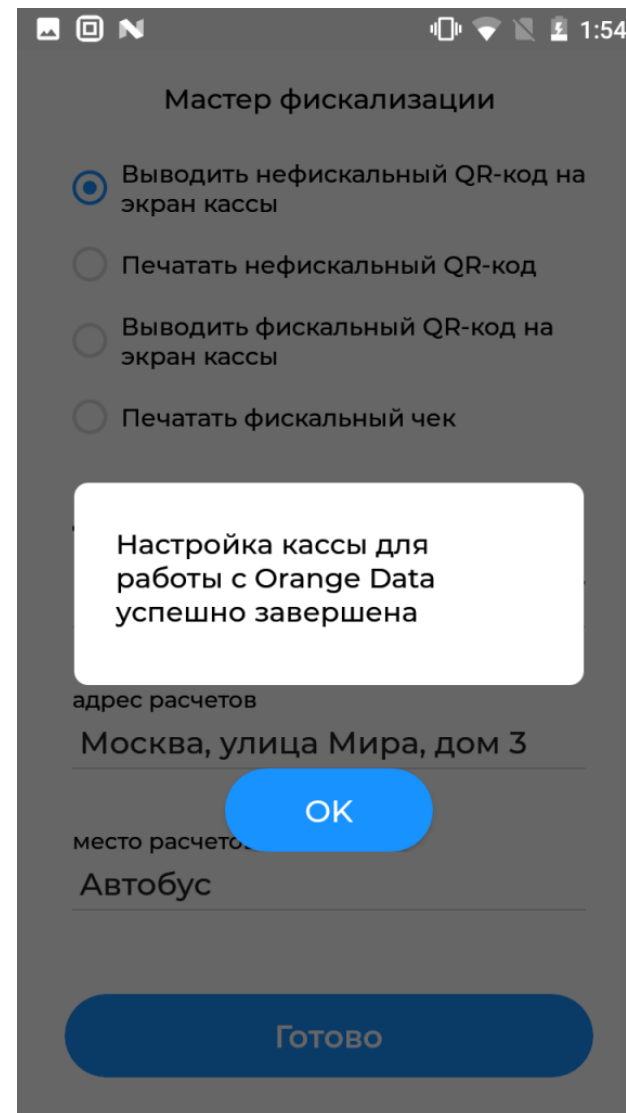 1:54
Мастер фискализации
Выводить нефискальный QR-код на
экран кассы
Печатать нефискальный QR-код
Выводить фискальный QR-код на
экран кассы
Печатать фискальный чек
Настройка кассы для
работы с Orange Data
успешно завершена
адрес расчетов
Москва, улица Мира, дом 3
OK
место
Автобус
Готово